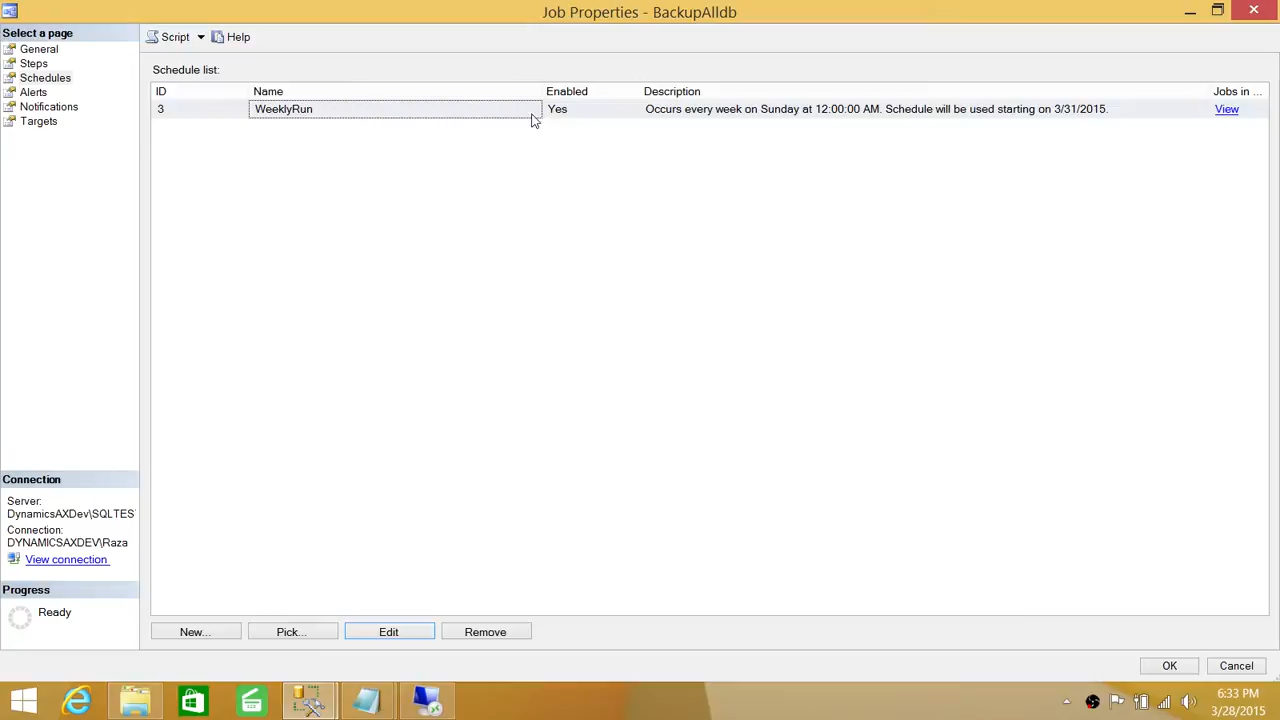 Job Properties - BackupAlldb
Select a page
General
Steps
Schedules
Alerts
Notifications
Targets
Script
Help
Schedule list:
ID Name Enabled Description Jobs in ...
3 WeeklyRun Yes Occurs every week on Sunday at 12:00:00 AM. Schedule will be used starting on 3/31/2015. View
Connection
Server:
DynamicsAXDev\SQLTES
Connection:
DYNAMICSAXDEV\Raza
View connection
Progress
Ready
New... Pick... Edit Remove
OK Cancel
6:33 PM
3/28/2015